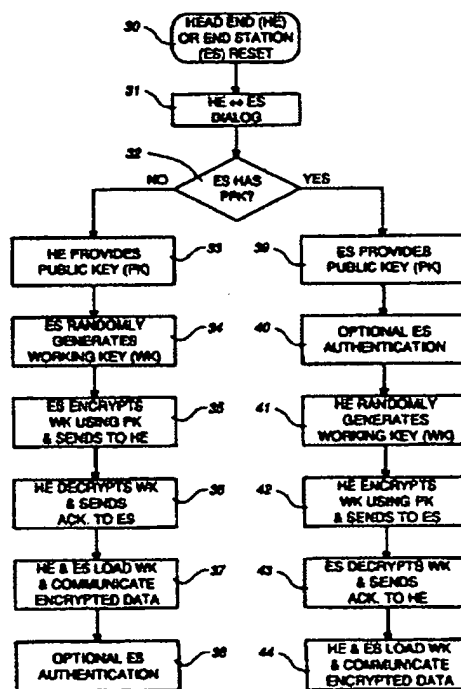 30
HEAD END (HE)
OR END STATION
(ES) RESET
31
HE ↔ ES
DIALOG
32
NO
ES HAS
PPK?
YES
HE PROVIDES
PUBLIC KEY (PK)
33
ES RANDOMLY
GENERATES
WORKING KEY (WK)
34
ES ENCRYPTS
WK USING PK
& SENDS TO HE
35
HE DECRYPTS WK
& SENDS
ACK. TO ES
36
HE & ES LOAD WK
& COMMUNICATE
ENCRYPTED DATA
37
OPTIONAL ES
AUTHENTICATION
38
39
ES PROVIDES
PUBLIC KEY (PK)
40
OPTIONAL ES
AUTHENTICATION
41
HE RANDOMLY
GENERATES
WORKING KEY (WK)
42
HE ENCRYPTS
WK USING PK
& SENDS TO ES
43
ES DECRYPTS WK
& SENDS
ACK. TO HE
44
HE & ES LOAD WK
& COMMUNICATE
ENCRYPTED DATA